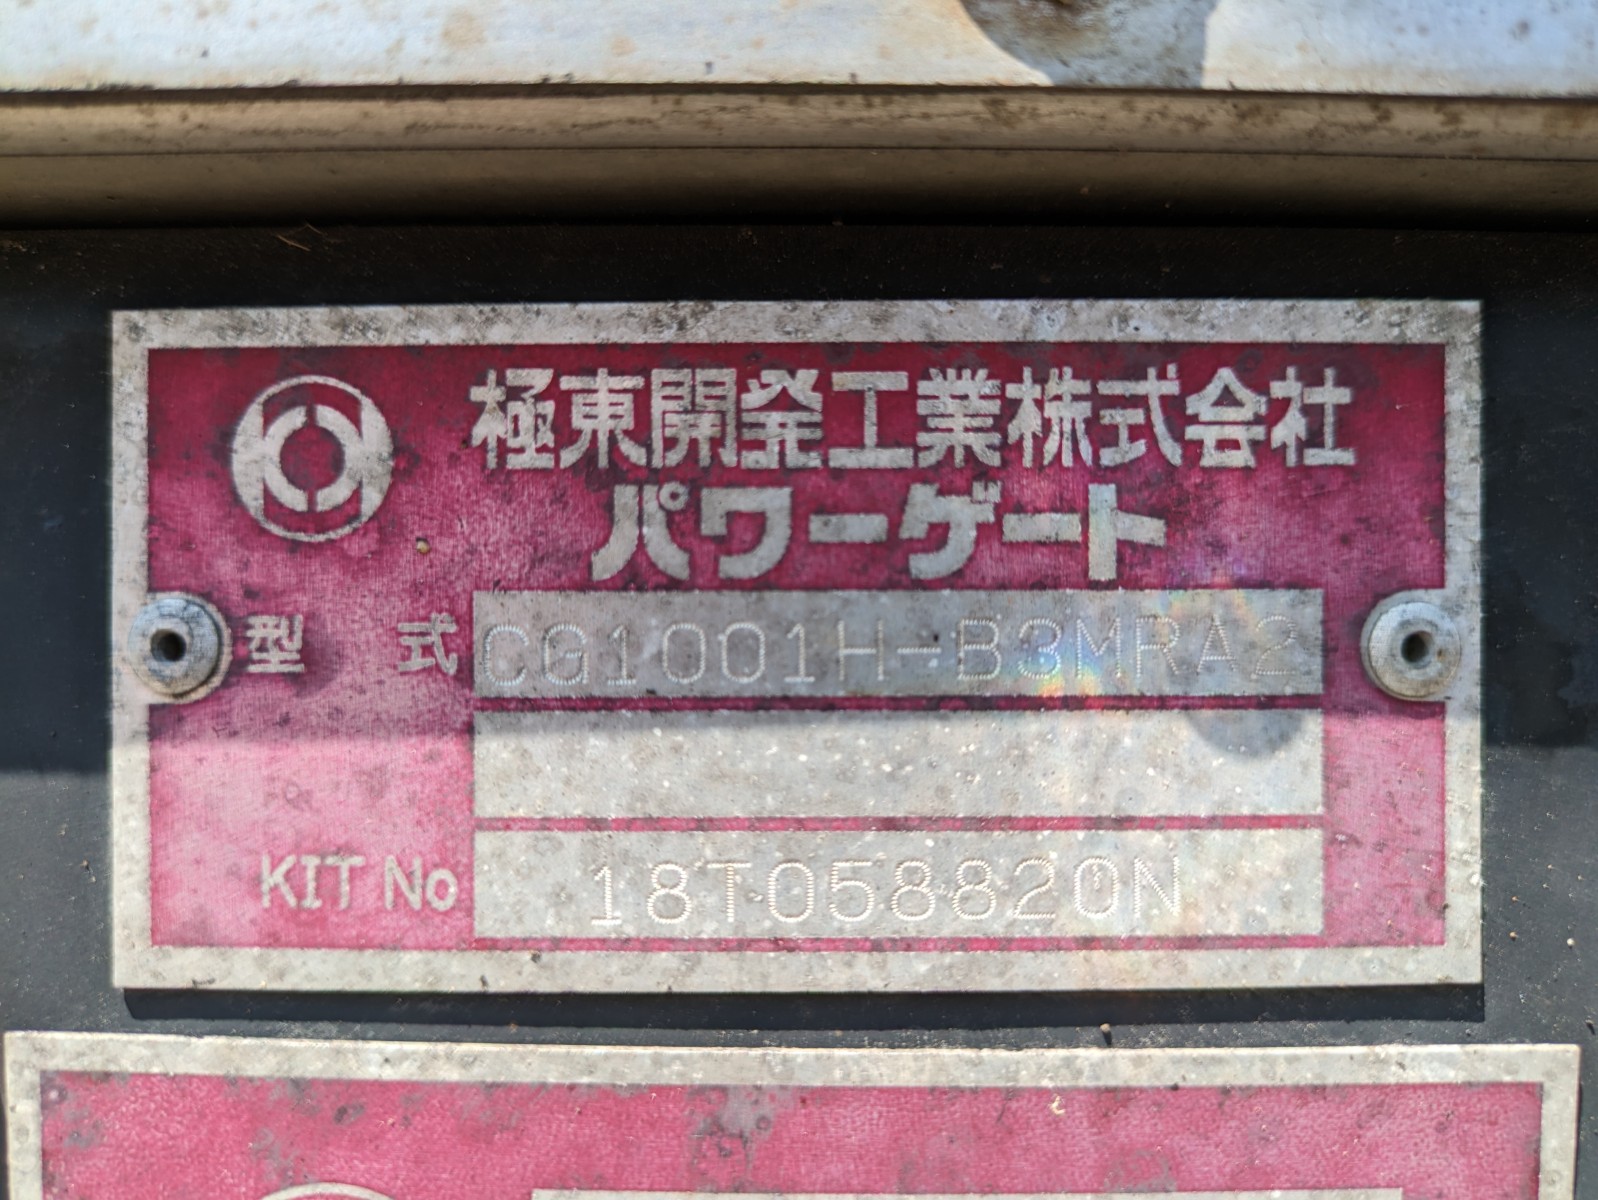 極東開発工業株式会社
パワーゲート
型 式 CG1001H-B3MRA2
KIT No 18T058820N